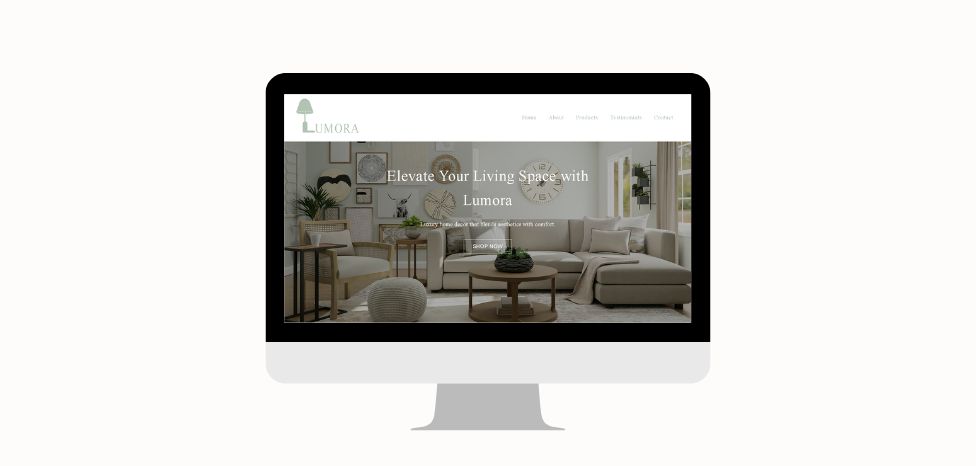 LUMORA
Home About Products Testimonials Contact
Elevate Your Living Space with
Lumora
Luxury home decor that blends aesthetics with comfort.
SHOP NOW